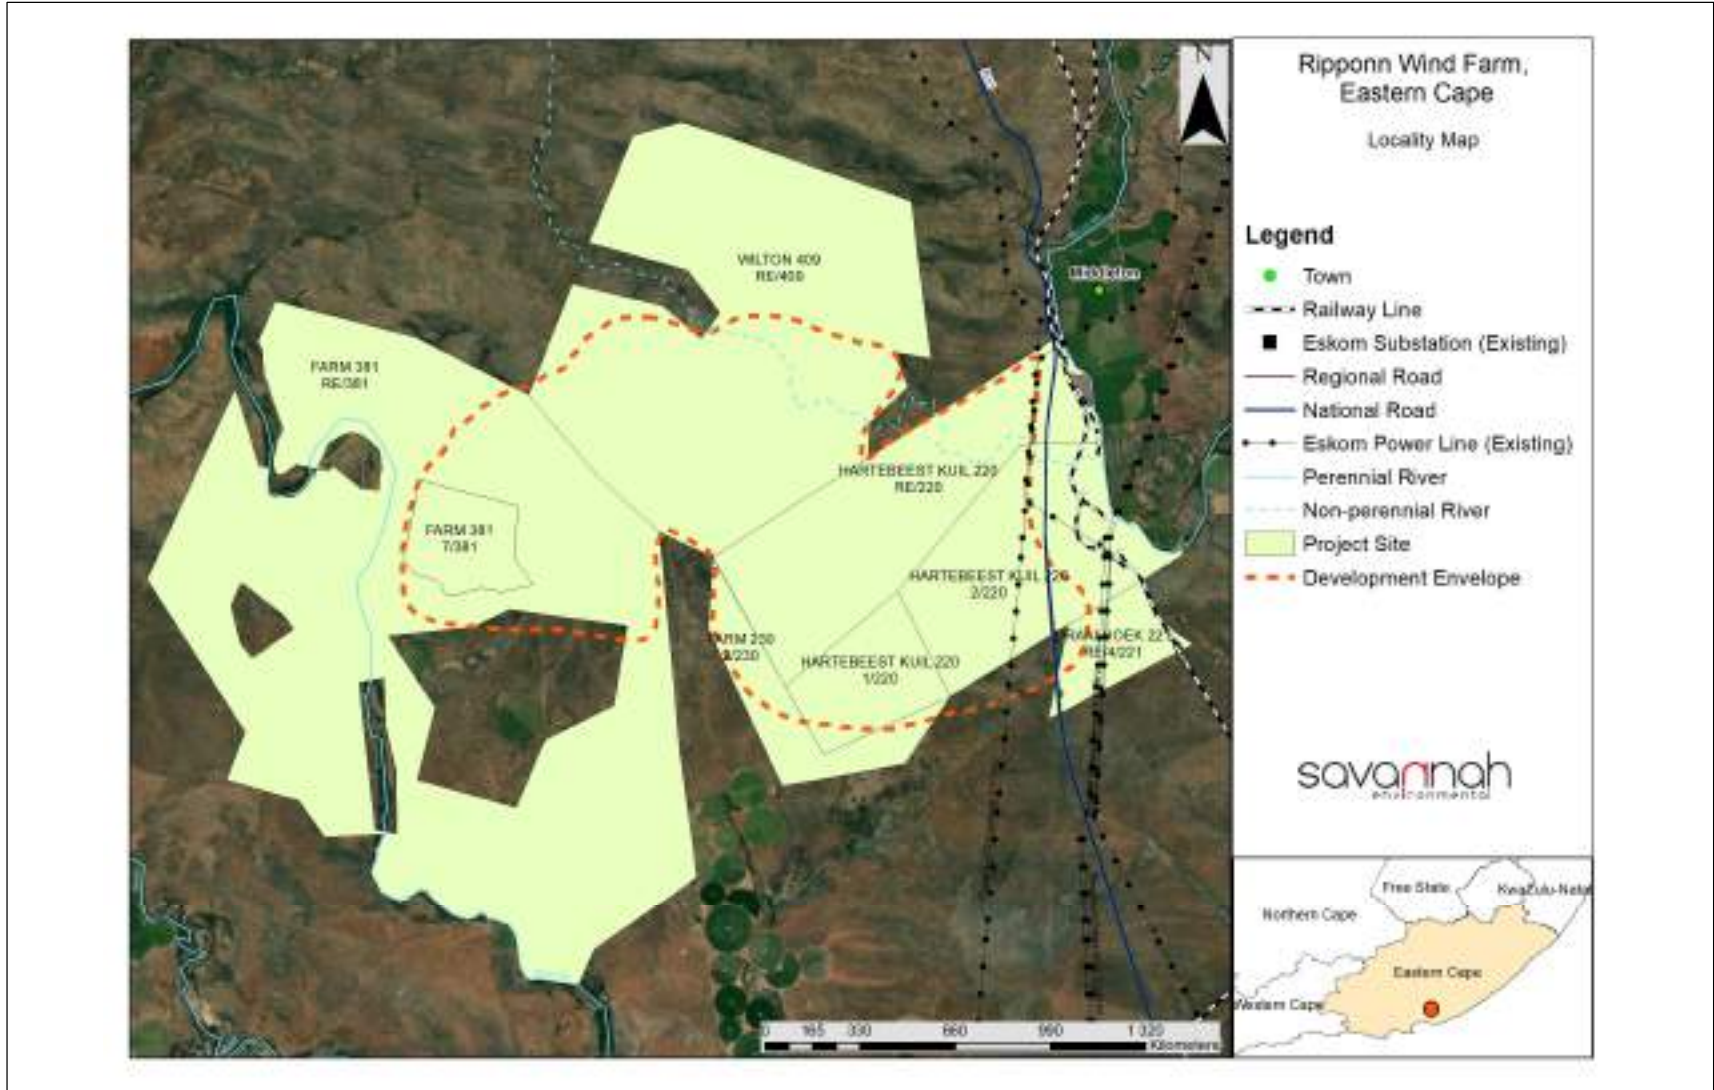 Ripponn Wind Farm,
Eastern Cape
Locality Map
N
WILTON 409
RE/409
Middleton
FARM 381
RE/381
HARTEBEEST KUIL 220
RE/220
FARM 381
7/381
HARTEBEEST KUIL 220
2/220
FARM 230
HARTEBEEST KUIL 220
1/220
RE/4/221
Legend
Town
Railway Line
Eskom Substation (Existing)
Regional Road
National Road
Eskom Power Line (Existing)
Perennial River
Non-perennial River
Project Site
Development Envelope
savannah
environmental
Free State
KwaZulu-Natal
Northern Cape
Eastern Cape
Western Cape
0 165 330 660 990 1 320
Kilometers